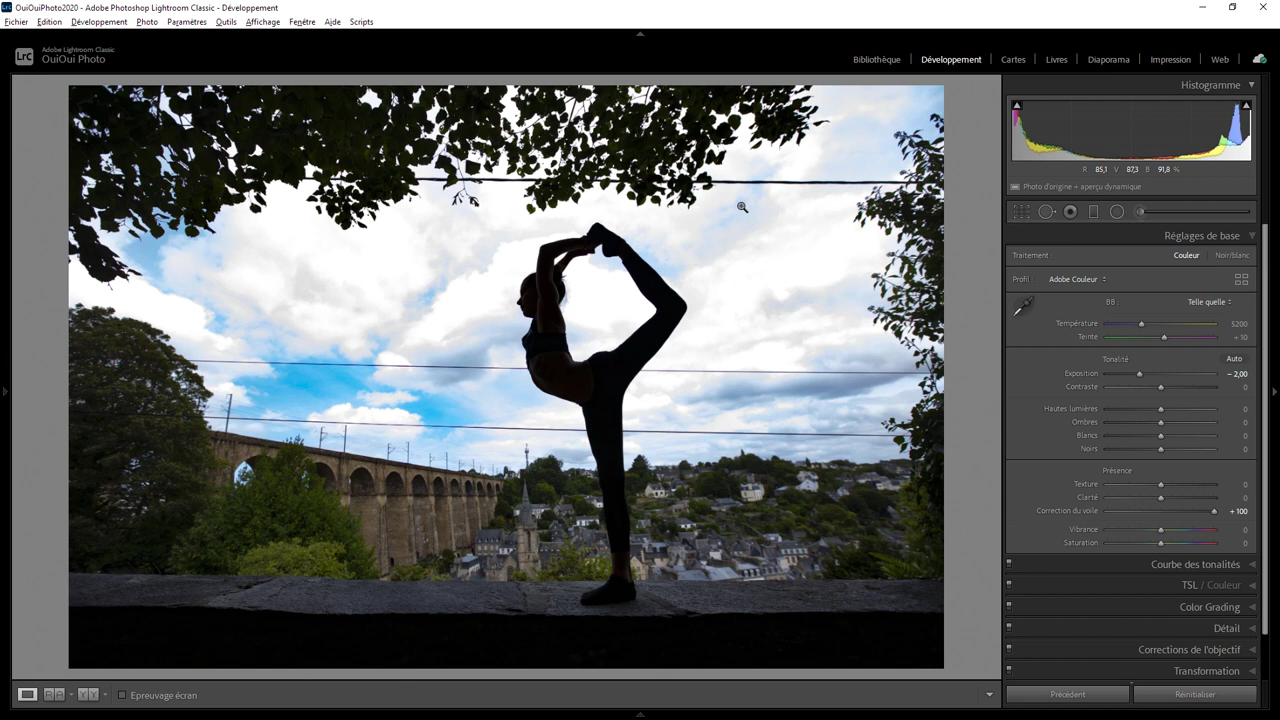 OuiOuiPhoto2020 - Adobe Photoshop Lightroom Classic - Développement
Fichier Edition Développement Photo Paramètres Outils Affichage Fenêtre Aide Scripts
Lrc Adobe Lightroom Classic
OuiOui Photo
Bibliothèque | Développement | Cartes | Livres | Diaporama | Impression | Web
Histogramme
R 85,1 V 87,3 B 91,8 %
Photo d'origine + aperçu dynamique
Réglages de base
Traitement : Couleur Noir/blanc
Profil : Adobe Couleur
BB : Telle quelle
Température 5200
Teinte + 10
Tonalité Auto
Exposition – 2,00
Contraste 0
Hautes lumières 0
Ombres 0
Blancs 0
Noirs 0
Présence
Texture 0
Clarté 0
Correction du voile + 100
Vibrance 0
Saturation 0
Courbe des tonalités
TSL / Couleur
Color Grading
Détail
Corrections de l'objectif
Transformation
Epreuvage écran
Précédent Réinitialiser